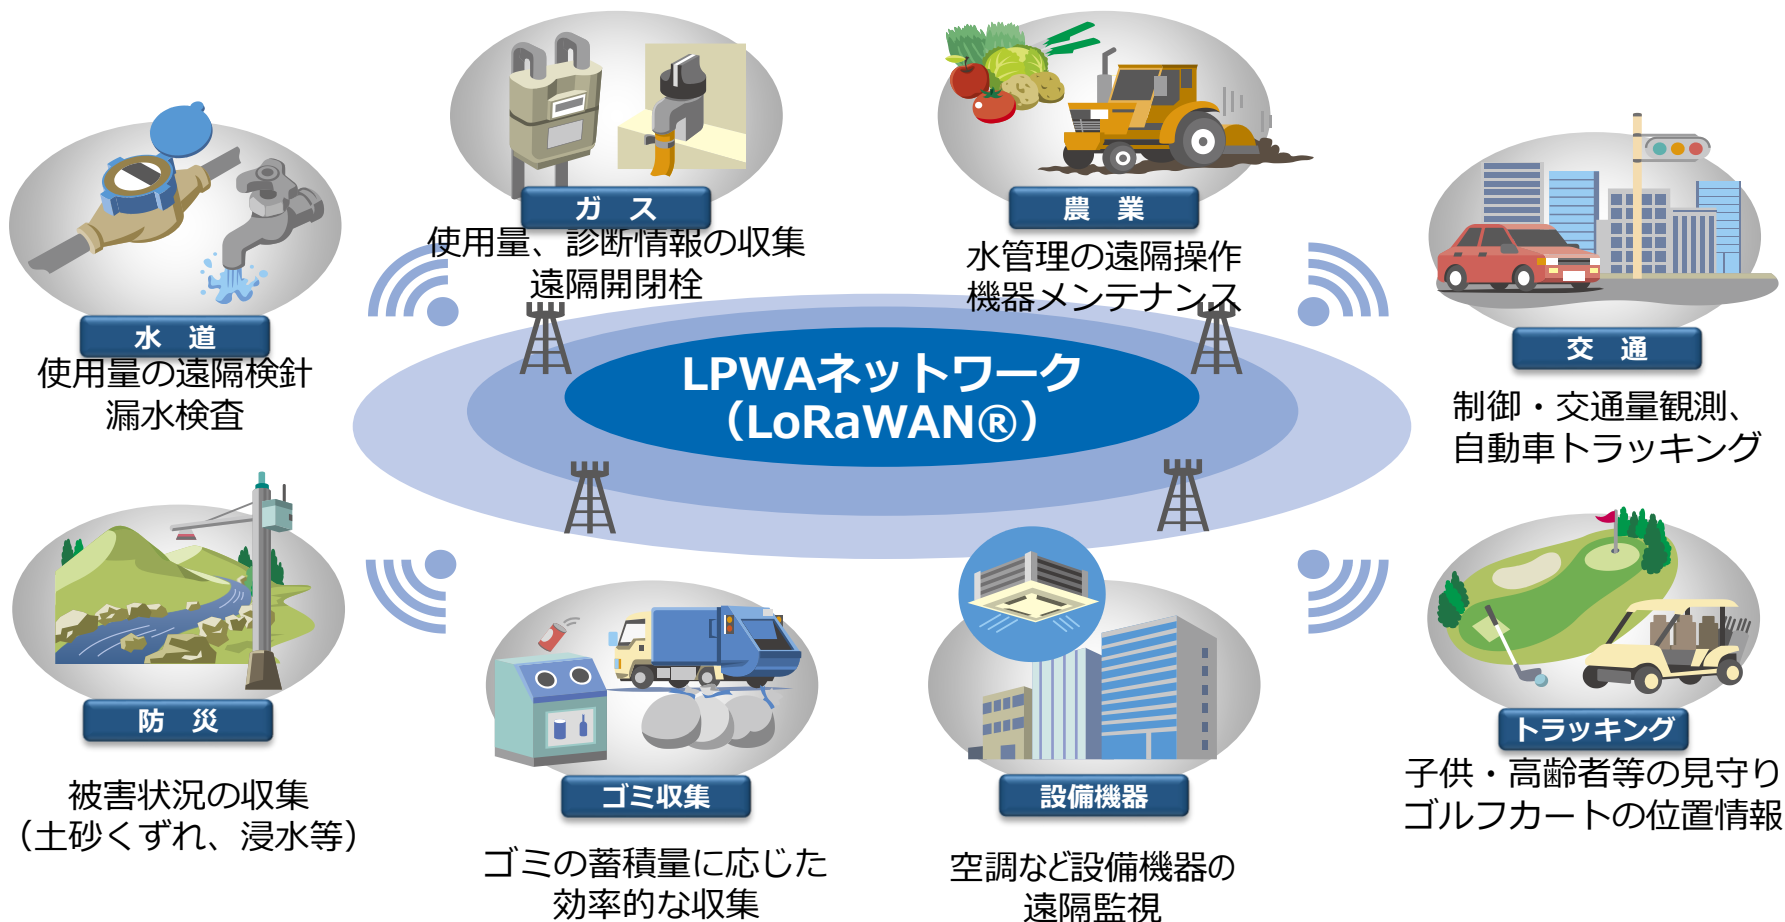 ガス
使用量、診断情報の収集
遠隔開閉栓
農業
水管理の遠隔操作
機器メンテナンス
水道
使用量の遠隔検針
漏水検査
交通
制御・交通量観測、
自動車トラッキング
LPWAネットワーク
（LoRaWAN®）
防災
被害状況の収集
（土砂くずれ、浸水等）
ゴミ収集
ゴミの蓄積量に応じた
効率的な収集
設備機器
空調など設備機器の
遠隔監視
トラッキング
子供・高齢者等の見守り
ゴルフカートの位置情報